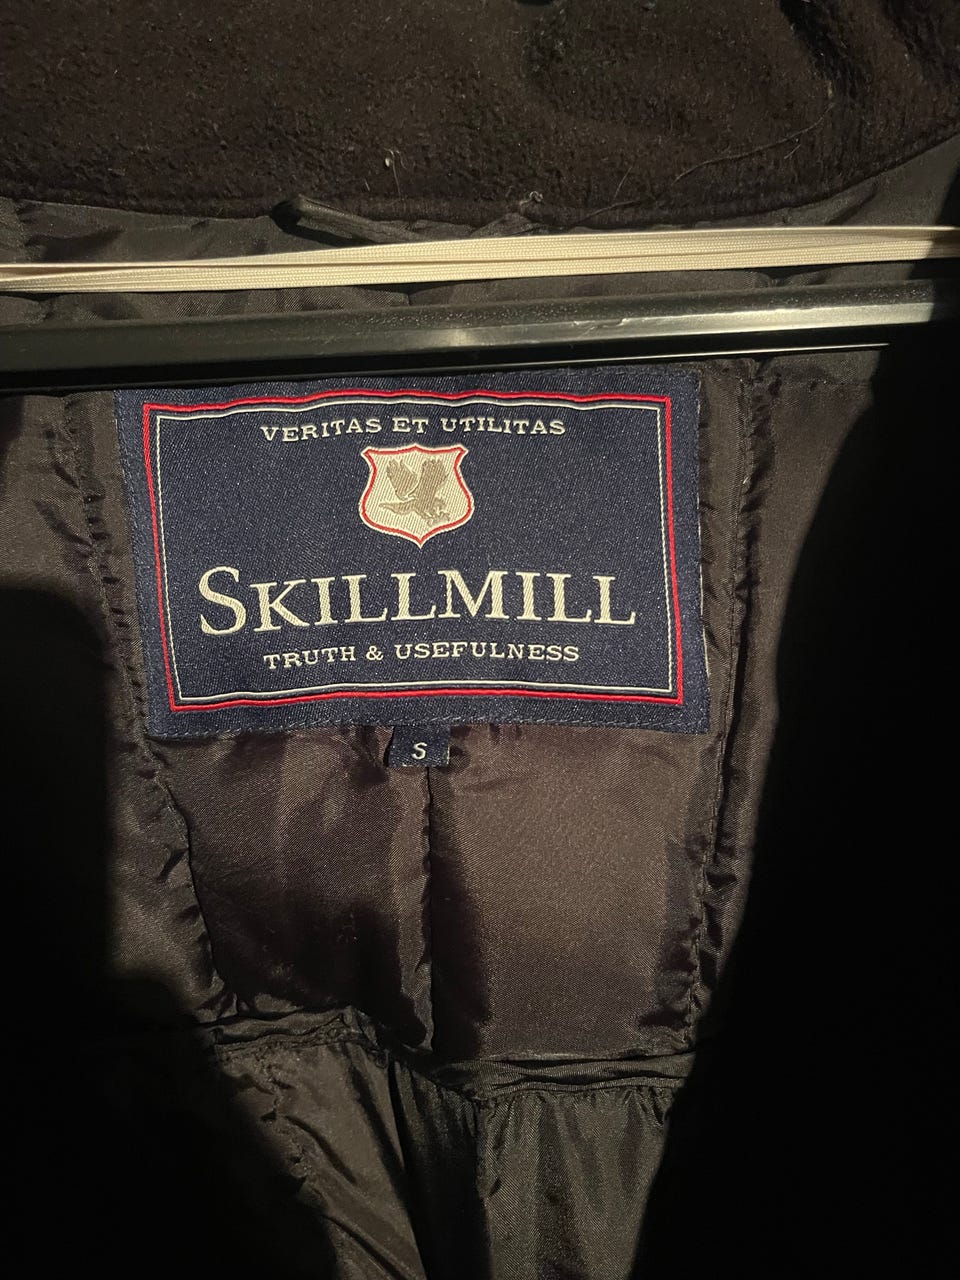 VERITAS ET UTILITAS
SKILLMILL
TRUTH & USEFULNESS
S